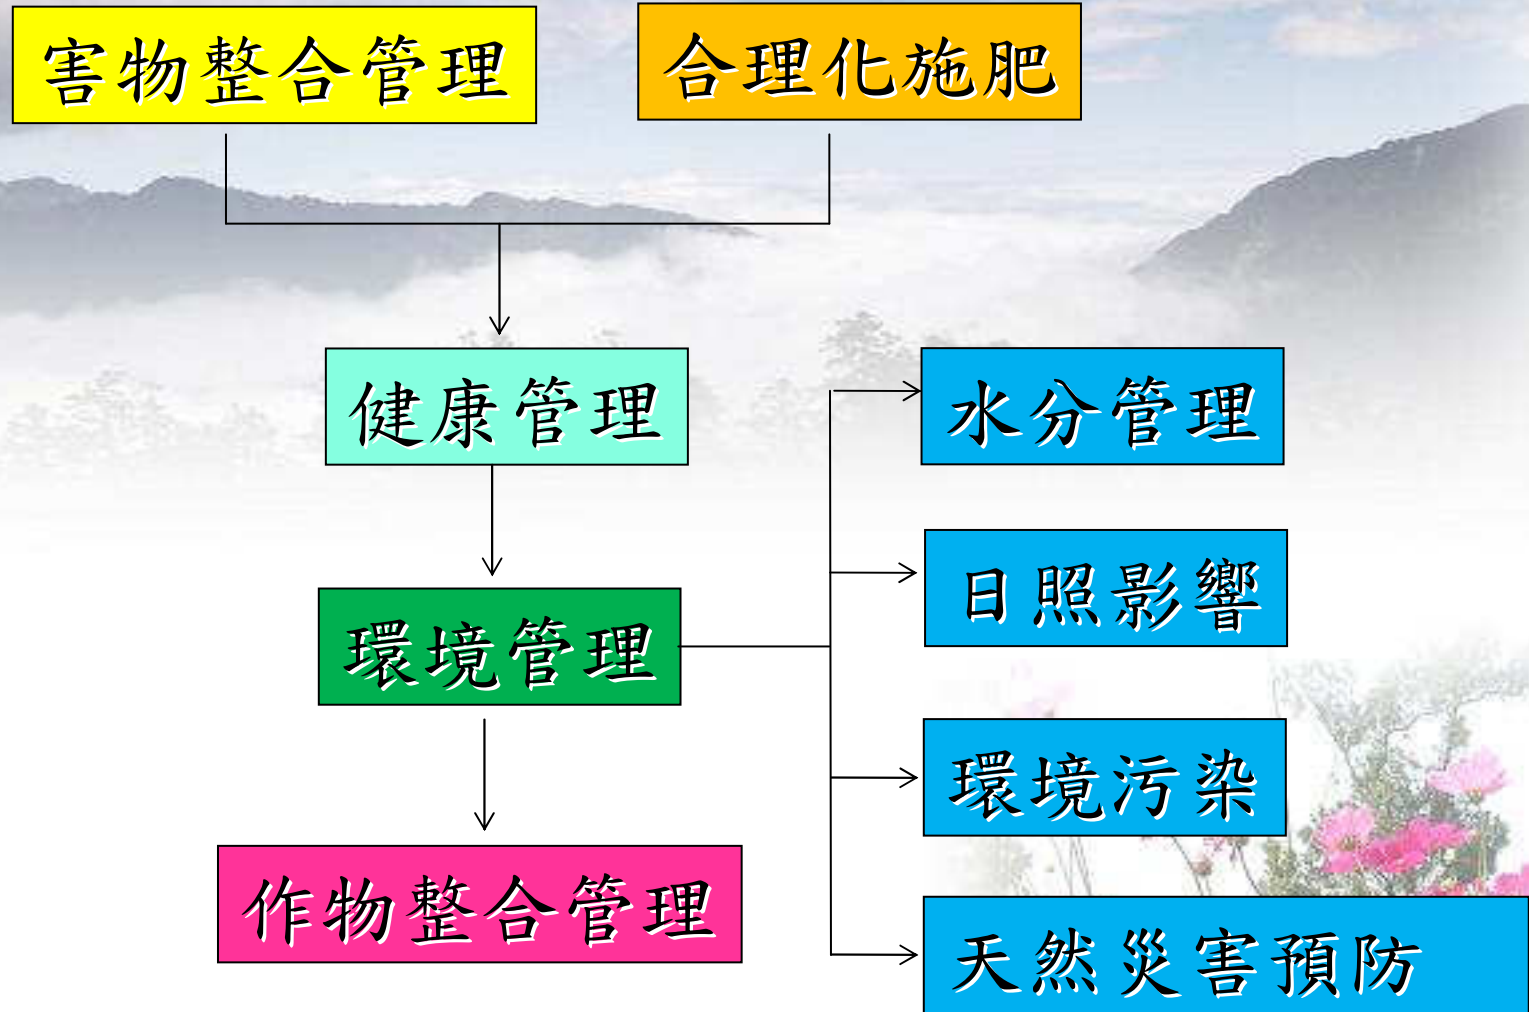 害物整合管理
合理化施肥
健康管理
水分管理
日照影響
環境管理
環境污染
作物整合管理
天然災害預防